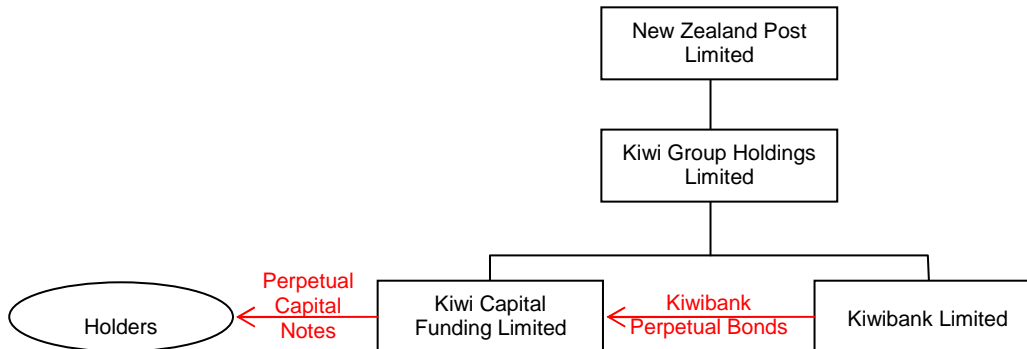 New Zealand Post
Limited
Kiwi Group Holdings
Limited
Perpetual
Capital
Notes
Holders
Kiwi Capital
Funding Limited
Kiwibank
Perpetual Bonds
Kiwibank Limited